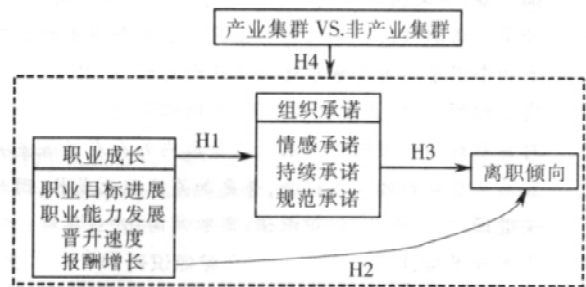 产业集群 VS.非产业集群
H4
组织承诺
情感承诺
持续承诺
规范承诺
H1
H3
职业成长
职业目标进展
职业能力发展
晋升速度
报酬增长
离职倾向
H2